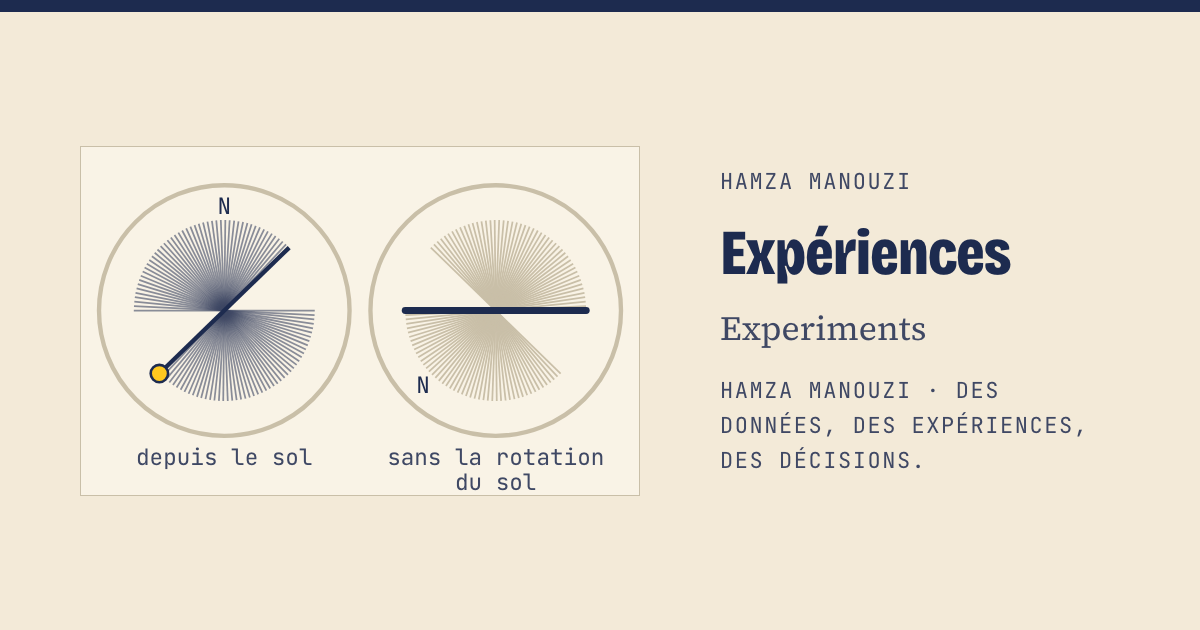 N
N
depuis le sol
sans la rotation
du sol
HAMZA MANOUZI
Expériences
Experiments
HAMZA MANOUZI · DES
DONNÉES, DES EXPÉRIENCES,
DES DÉCISIONS.